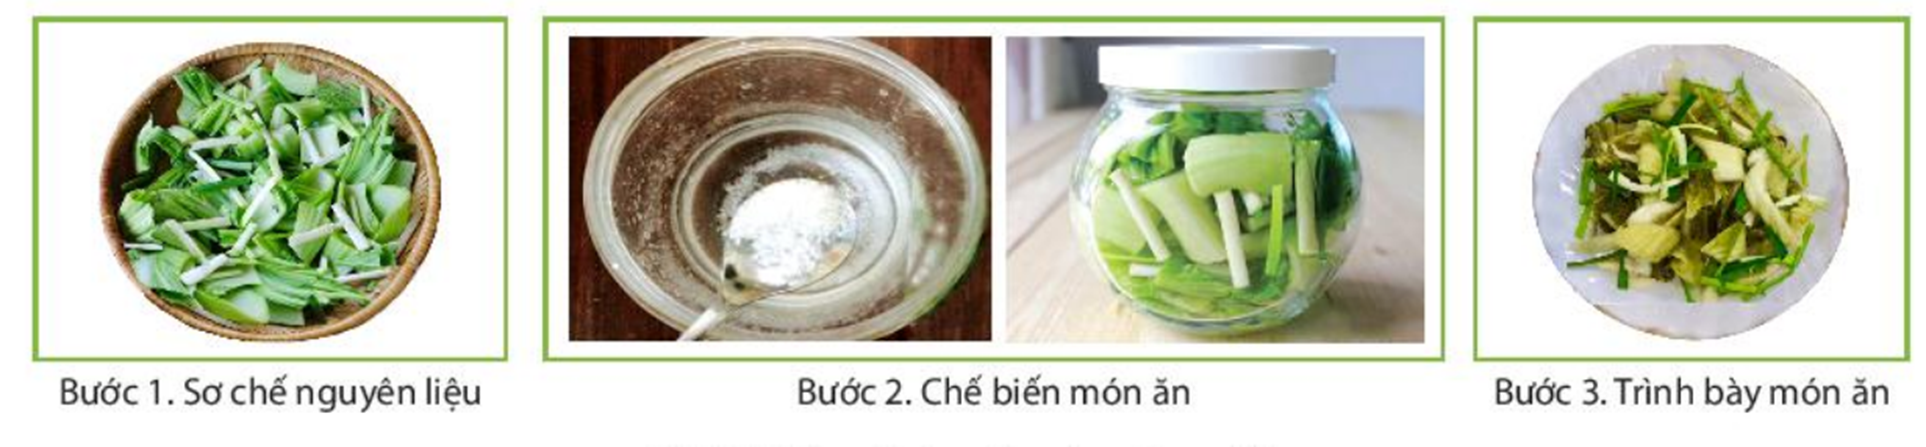 Bước 1. Sơ chế nguyên liệu
Bước 2. Chế biến món ăn
Bước 3. Trình bày món ăn